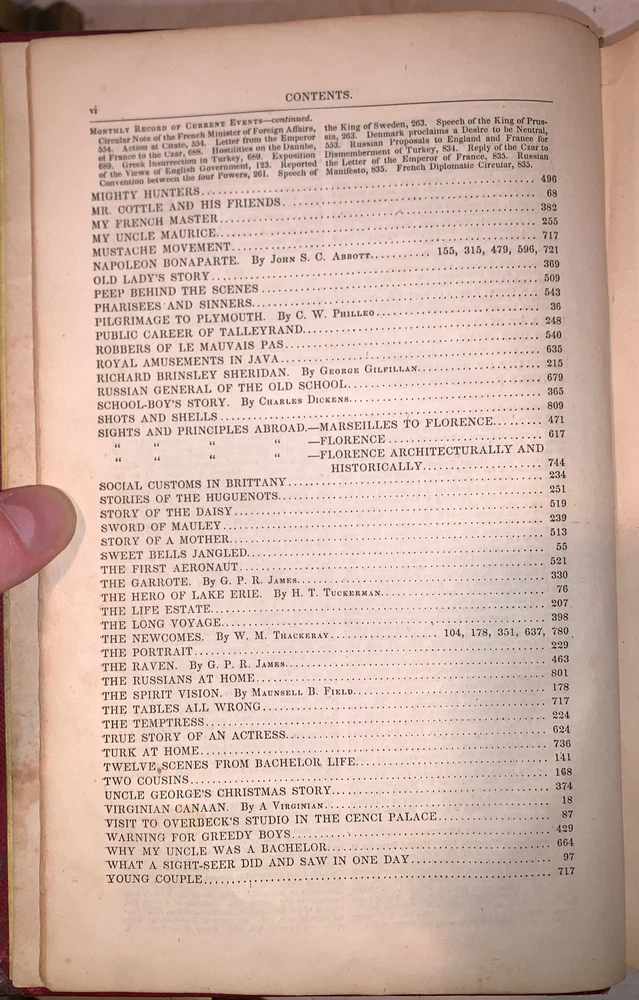 vi
CONTENTS.
MONTHLY RECORD OF CURRENT EVENTS—continued.
Circular Note of the French Minister of Foreign Affairs,
554. Action at Citate, 554. Letter from the Emperor
of France to the Czar, 688. Hostilities on the Danube,
689. Greek Insurrection in Turkey, 689. Exposition
of the Views of English Government, 123. Reported
Convention between the four Powers, 261. Speech of
the King of Sweden, 263. Speech of the King of Prus-
sia, 263. Denmark proclaims a Desire to be Neutral,
553. Russian Proposals to England and France for
Dismemberment of Turkey, 834. Reply of the Czar to
the Letter of the Emperor of France, 835. Russian
Manifesto, 835. French Diplomatic Circular, 835.
MIGHTY HUNTERS 496
MR. COTTLE AND HIS FRIENDS 68
MY FRENCH MASTER 382
MY UNCLE MAURICE 255
MUSTACHE MOVEMENT 717
NAPOLEON BONAPARTE. By JOHN S. C. ABBOTT 155, 315, 479, 596, 721
OLD LADY'S STORY 369
PEEP BEHIND THE SCENES 509
PHARISEES AND SINNERS 543
PILGRIMAGE TO PLYMOUTH. By C. W. PHILLEO 36
PUBLIC CAREER OF TALLEYRAND 248
ROBBERS OF LE MAUVAIS PAS 540
ROYAL AMUSEMENTS IN JAVA 635
RICHARD BRINSLEY SHERIDAN. By GEORGE GILFILLAN 215
RUSSIAN GENERAL OF THE OLD SCHOOL 679
SCHOOL-BOY'S STORY. By CHARLES DICKENS 365
SHOTS AND SHELLS 809
SIGHTS AND PRINCIPLES ABROAD.—MARSEILLES TO FLORENCE 471
“ “ “ “ —FLORENCE 617
“ “ “ “ —FLORENCE ARCHITECTURALLY AND
HISTORICALLY 744
SOCIAL CUSTOMS IN BRITTANY 234
STORIES OF THE HUGUENOTS 251
STORY OF THE DAISY 519
SWORD OF MAULEY 239
STORY OF A MOTHER 513
SWEET BELLS JANGLED 55
THE FIRST AERONAUT 521
THE GARROTE. By G. P. R. JAMES 330
THE HERO OF LAKE ERIE. By H. T. TUCKERMAN 76
THE LIFE ESTATE 207
THE LONG VOYAGE 398
THE NEWCOMES. By W. M. THACKERAY 104, 178, 351, 637, 780
THE PORTRAIT 229
THE RAVEN. By G. P. R. JAMES 463
THE RUSSIANS AT HOME 801
THE SPIRIT VISION. By MAUNSELL B. FIELD 178
THE TABLES ALL WRONG 717
THE TEMPTRESS 224
TRUE STORY OF AN ACTRESS 624
TURK AT HOME 736
TWELVE SCENES FROM BACHELOR LIFE 141
TWO COUSINS 168
UNCLE GEORGE'S CHRISTMAS STORY 374
VIRGINIAN CANAAN. By A VIRGINIAN 18
VISIT TO OVERBECK'S STUDIO IN THE CENCI PALACE 87
WARNING FOR GREEDY BOYS 429
WHY MY UNCLE WAS A BACHELOR 664
WHAT A SIGHT-SEER DID AND SAW IN ONE DAY 97
YOUNG COUPLE 717